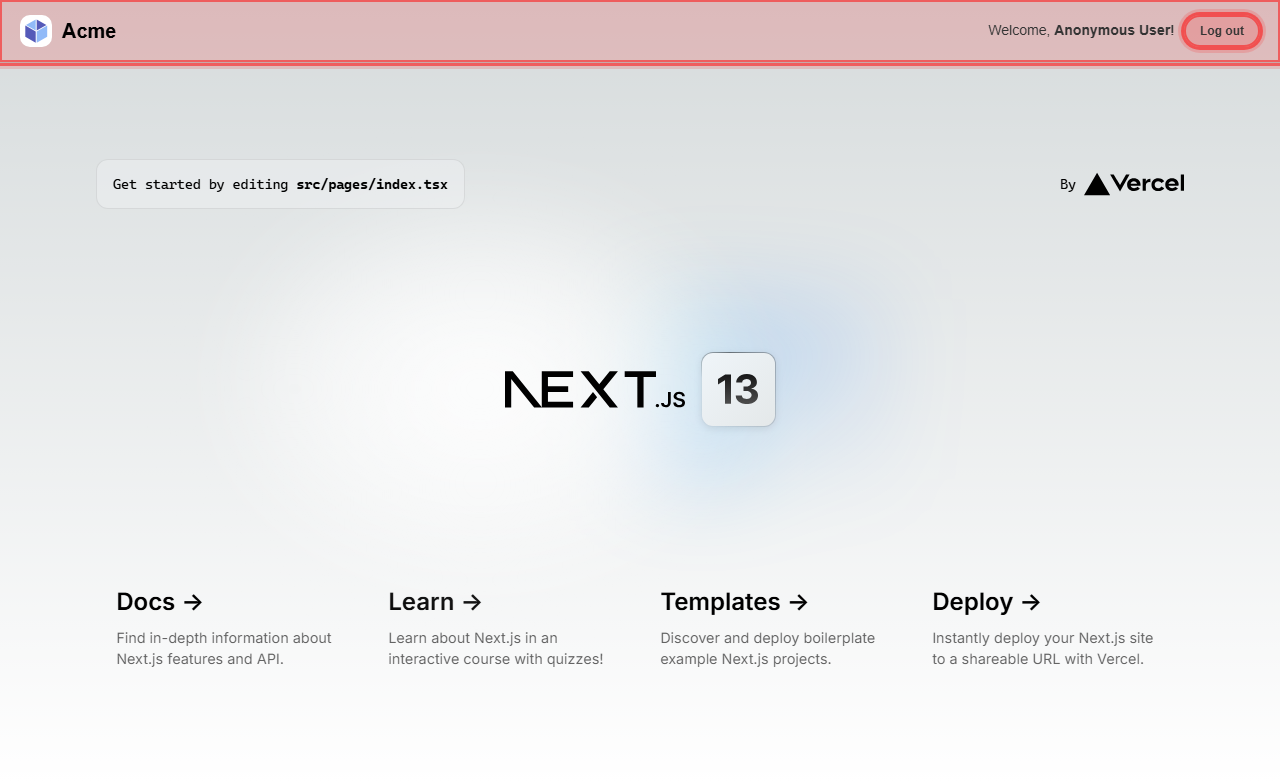 Acme
Welcome, Anonymous User!
Log out
Get started by editing src/pages/index.tsx
By Vercel
NEXT.JS 13
Docs →
Find in-depth information about
Next.js features and API.
Learn →
Learn about Next.js in an
interactive course with quizzes!
Templates →
Discover and deploy boilerplate
example Next.js projects.
Deploy →
Instantly deploy your Next.js site
to a shareable URL with Vercel.